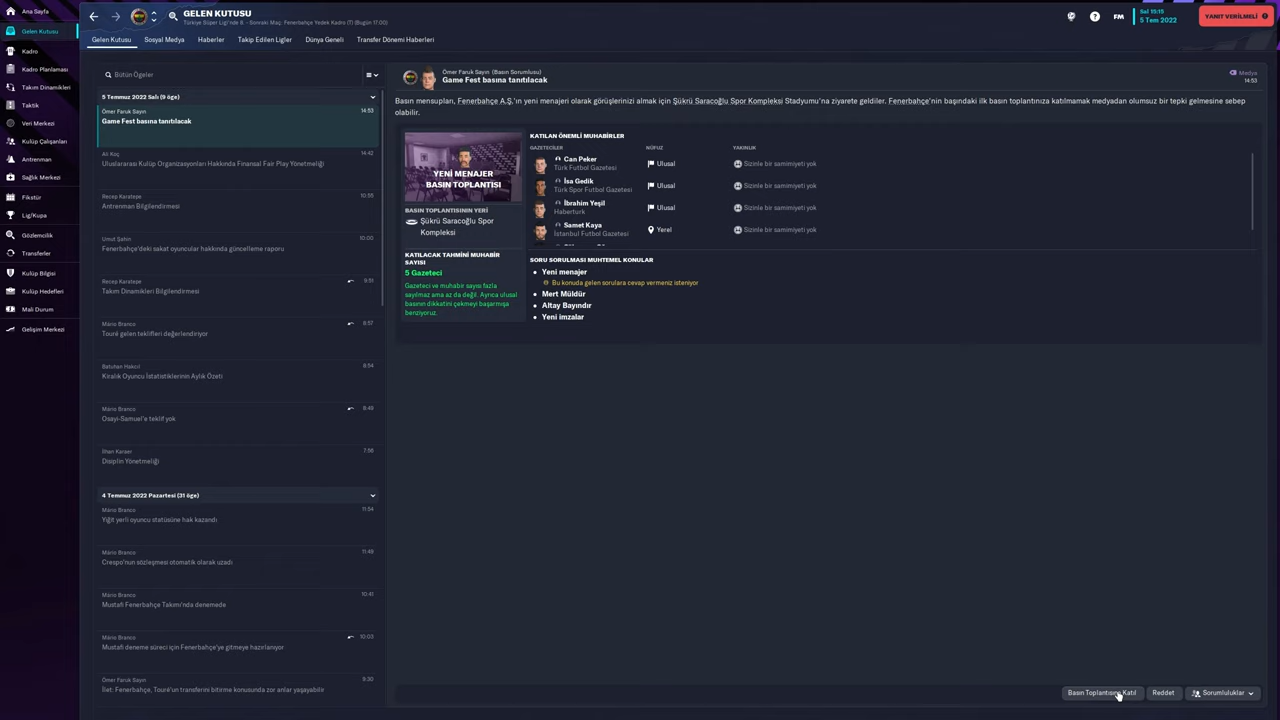 Ana Sayfa
Gelen Kutusu
Kadro
Kadro Planlaması
Takım Dinamikleri
Taktik
Veri Merkezi
Kulüp Çalışanları
Antrenman
Sağlık Merkezi
Fikstür
Lig/Kupa
Gözlemcilik
Transferler
Kulüp Bilgisi
Kulüp Hedefleri
Mali Durum
Gelişim Merkezi
GELEN KUTUSU
Türkiye Süper Ligi'nde 8. - Sonraki Maç: Fenerbahçe Yedek Kadro (T) (Bugün 17:00)
FM
Sal 15:15
5 Tem 2022
YANIT VERİLMELİ
Gelen Kutusu
Sosyal Medya
Haberler
Takip Edilen Ligler
Dünya Geneli
Transfer Dönemi Haberleri
Bütün Ögeler
5 Temmuz 2022 Salı (9 öge)
Ömer Faruk Sayın
14:53
Game Fest basına tanıtılacak
Ali Koç
14:42
Uluslararası Kulüp Organizasyonları Hakkında Finansal Fair Play Yönetmeliği
Recep Karatepe
10:55
Antrenman Bilgilendirmesi
Umut Şahin
10:00
Fenerbahçe'deki sakat oyuncular hakkında güncelleme raporu
Recep Karatepe
9:51
Takım Dinamikleri Bilgilendirmesi
Mário Branco
8:57
Touré gelen teklifleri değerlendiriyor
Batuhan Hakcil
8:54
Kiralık Oyuncu İstatistiklerinin Aylık Özeti
Mário Branco
8:49
Osayi-Samuel'e teklif yok
İlhan Karaer
7:56
Disiplin Yönetmeliği
4 Temmuz 2022 Pazartesi (31 öge)
Mário Branco
11:54
Yiğit yerli oyuncu statüsüne hak kazandı
Mário Branco
11:49
Crespo'nun sözleşmesi otomatik olarak uzadı
Mário Branco
10:41
Mustafi Fenerbahçe Takımı'nda denemede
Mário Branco
10:03
Mustafi deneme süreci için Fenerbahçe'ye gitmeye hazırlanıyor
Ömer Faruk Sayın
9:30
İlet: Fenerbahçe, Touré'un transferini bitirme konusunda zor anlar yaşayabilir
Ömer Faruk Sayın (Basın Sorumlusu)
Game Fest basına tanıtılacak
Medya
14:53
Basın mensupları, Fenerbahçe A.Ş.'ın yeni menajeri olarak görüşlerinizi almak için Şükrü Saracoğlu Spor Kompleksi Stadyumu'na ziyarete geldiler. Fenerbahçe'nin başındaki ilk basın toplantınıza katılmamak medyadan olumsuz bir tepki gelmesine sebep
olabilir.
YENİ MENAJER
BASIN TOPLANTISI
BASIN TOPLANTISININ YERİ
Şükrü Saracoğlu Spor
Kompleksi
KATILACAK TAHMİNİ MUHABİR
SAYISI
5 Gazeteci
Gazeteci ve muhabir sayısı fazla
sayılmaz ama az da değil. Ayrıca ulusal
basının dikkatini çekmeyi başarmışa
benziyoruz.
KATILAN ÖNEMLİ MUHABİRLER
GAZETECİLER
NÜFUZ
YAKINLIK
Can Peker
Türk Futbol Gazetesi
Ulusal
Sizinle bir samimiyeti yok
İsa Gedik
Türk Spor Futbol Gazetesi
Ulusal
Sizinle bir samimiyeti yok
İbrahim Yeşil
Haberturk
Ulusal
Sizinle bir samimiyeti yok
Samet Kaya
İstanbul Futbol Gazetesi
Yerel
Sizinle bir samimiyeti yok
SORU SORULMASI MUHTEMEL KONULAR
Yeni menajer
Bu konuda gelen sorulara cevap vermeniz isteniyor
Mert Müldür
Altay Bayındır
Yeni imzalar
Basın Toplantısına Katıl
Reddet
Sorumluluklar